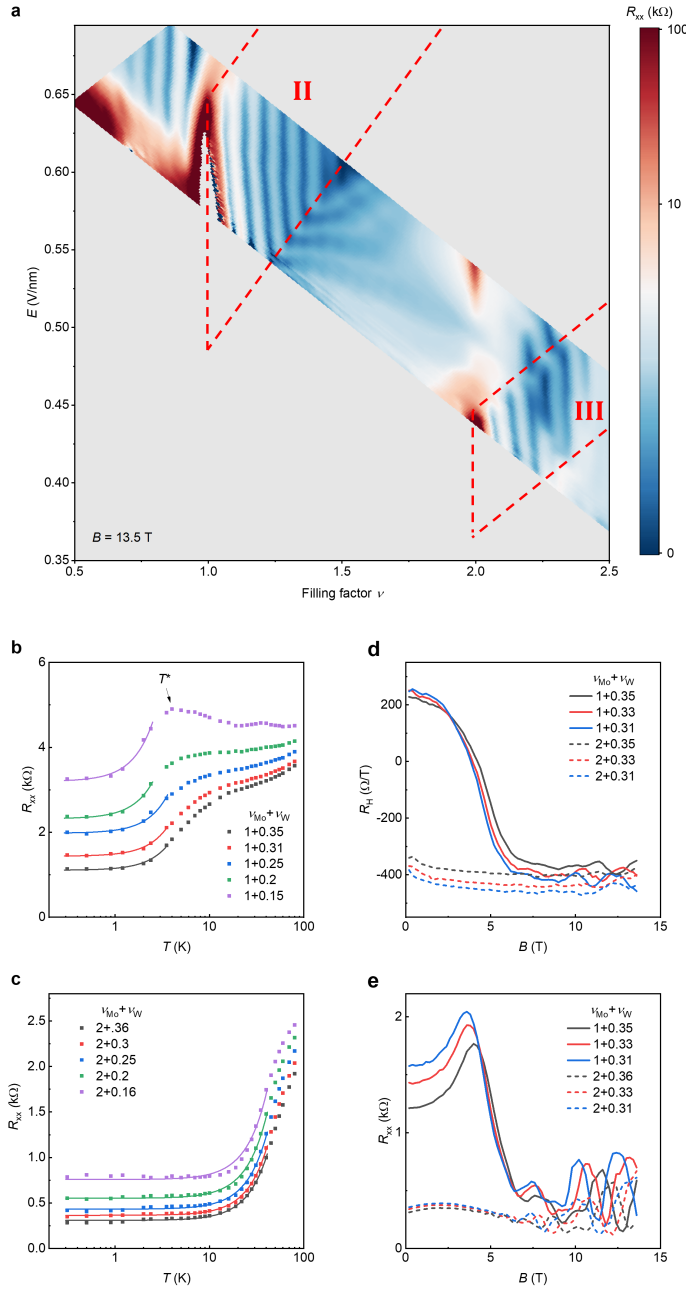 a
R_xx (kΩ)
100
10
0
0.65
0.60
0.55
0.50
0.45
0.40
0.35
E (V/nm)
II
III
B = 13.5 T
0.5
1.0
1.5
2.0
2.5
Filling factor ν
b
6
4
2
0
R_xx (kΩ)
T*
ν_Mo+ν_W
1+0.35
1+0.31
1+0.25
1+0.2
1+0.15
1
10
100
T (K)
d
400
200
0
-200
-400
R_H (Ω/T)
ν_Mo+ν_W
1+0.35
1+0.33
1+0.31
2+0.35
2+0.33
2+0.31
0
5
10
15
B (T)
c
2.5
2.0
1.5
1.0
0.5
0.0
R_xx (kΩ)
ν_Mo+ν_W
2+.36
2+0.3
2+0.25
2+0.2
2+0.16
1
10
100
T (K)
e
2
1
0
R_xx (kΩ)
ν_Mo+ν_W
1+0.35
1+0.33
1+0.31
2+0.36
2+0.33
2+0.31
0
5
10
15
B (T)